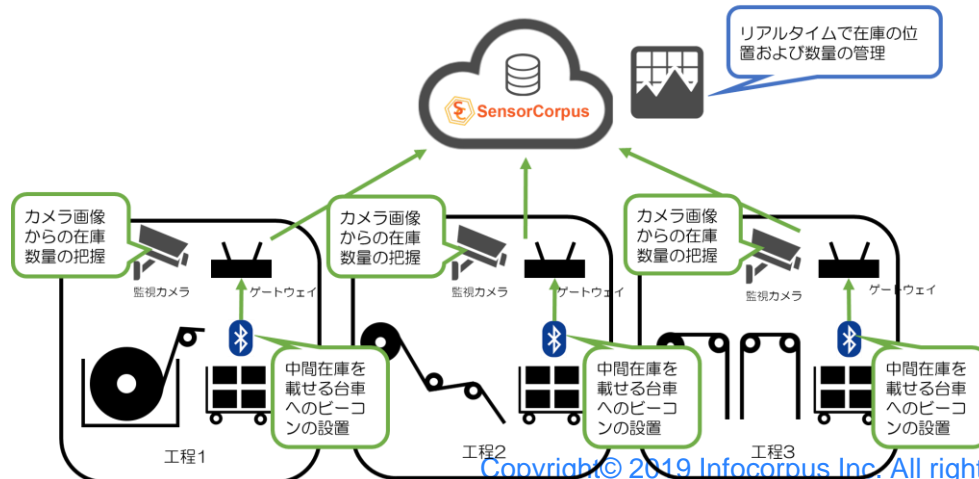 リアルタイムで在庫の位
置および数量の管理
SensorCorpus
カメラ画像
からの在庫
数量の把握
監視カメラ
ゲートウェイ
中間在庫を
載せる台車
へのビーコ
ンの設置
工程1
カメラ画像
からの在庫
数量の把握
監視カメラ
ゲートウェイ
中間在庫を
載せる台車
へのビーコ
ンの設置
工程2
カメラ画像
からの在庫
数量の把握
監視カメラ
ゲートウェイ
中間在庫を
載せる台車
へのビーコ
ンの設置
工程3
Copyright© 2019 Infocorpus Inc. All right